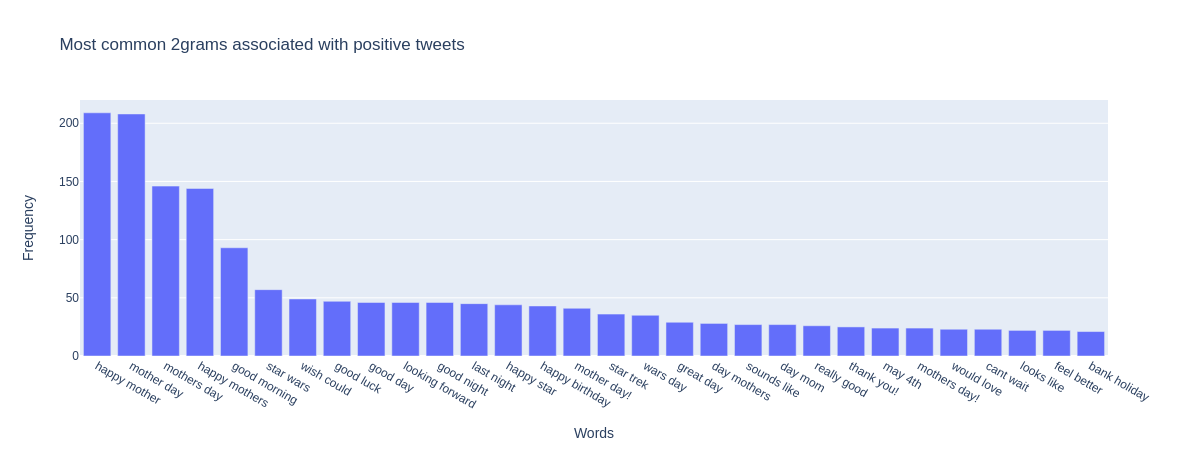 Most common 2grams associated with positive tweets
Frequency
200
150
100
50
0
happy mother
mother day
mothers day
happy mothers
good morning
star wars
wish could
good luck
good day
looking forward
good night
last night
happy star
happy birthday
mother day!
star trek
wars day
great day
day mothers
sounds like
day mom
really good
thank you!
may 4th
mothers day!
would love
cant wait
looks like
feel better
bank holiday
Words